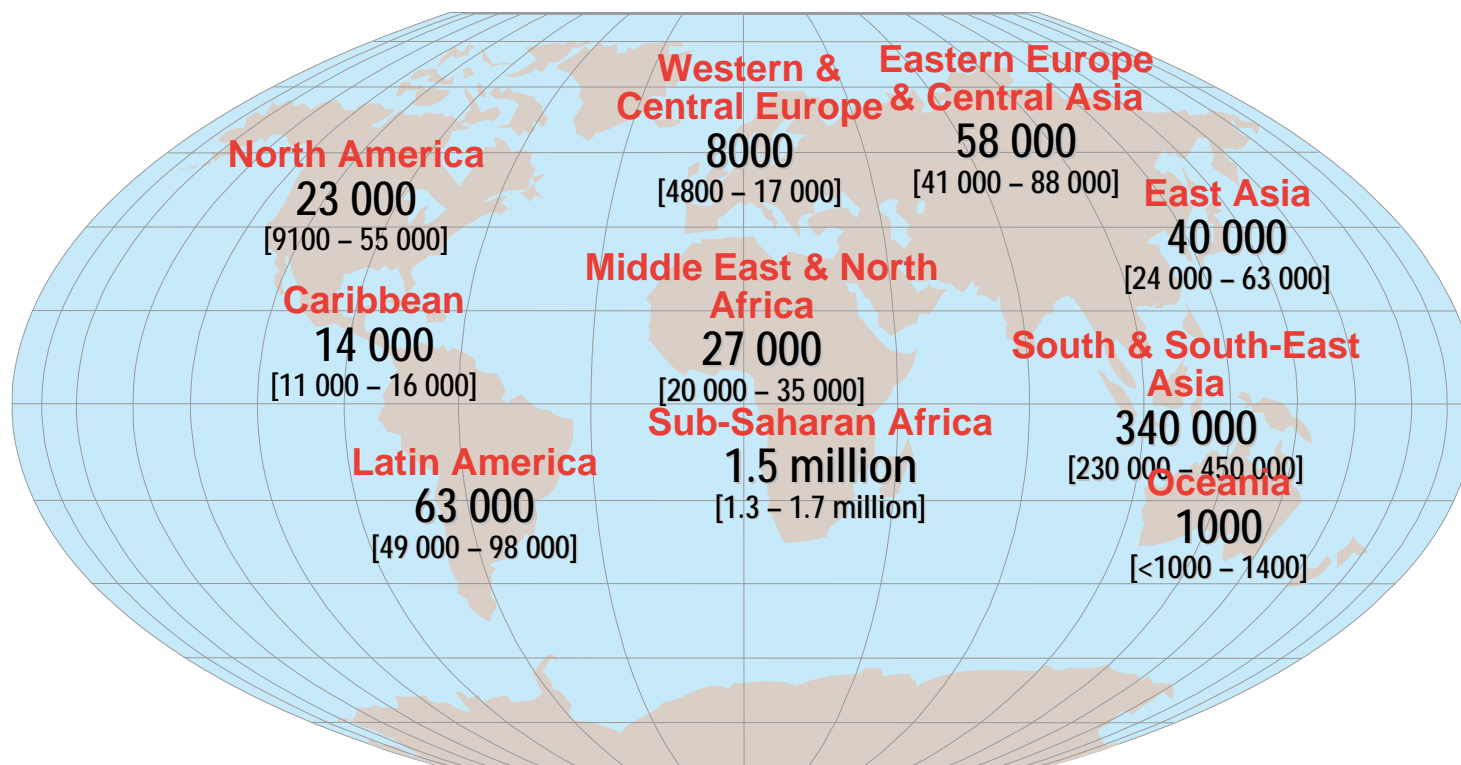 Western &
Central Europe
8000
[4800 – 17 000]
Eastern Europe
& Central Asia
58 000
[41 000 – 88 000]
North America
23 000
[9100 – 55 000]
East Asia
40 000
[24 000 – 63 000]
Middle East & North
Africa
27 000
[20 000 – 35 000]
Caribbean
14 000
[11 000 – 16 000]
South & South-East
Asia
340 000
[230 000 – 450 000]
Sub-Saharan Africa
1.5 million
[1.3 – 1.7 million]
Latin America
63 000
[49 000 – 98 000]
Oceania
1000
[<1000 – 1400]